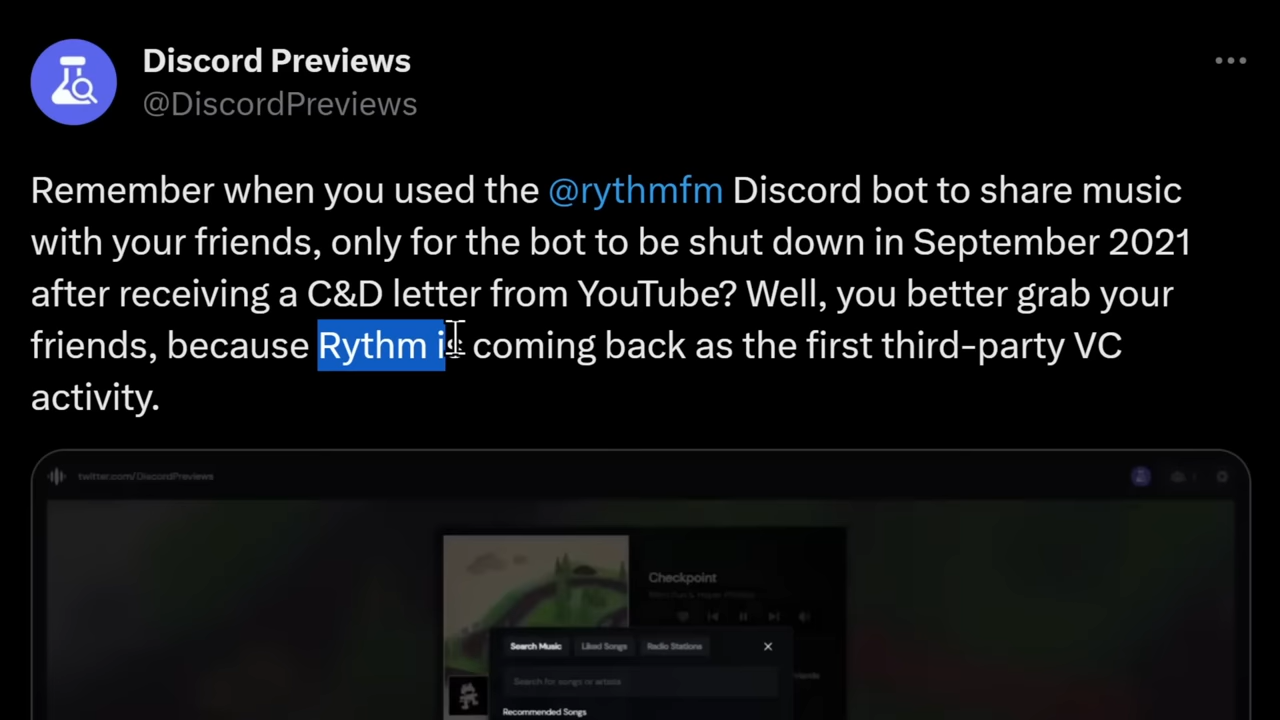 Discord Previews
@DiscordPreviews
Remember when you used the @rythmfm Discord bot to share music
with your friends, only for the bot to be shut down in September 2021
after receiving a C&D letter from YouTube? Well, you better grab your
friends, because Rythm is coming back as the first third-party VC
activity.
twitter.com/DiscordPreviews
Checkpoint
Search Music Liked Songs Radio Stations
Search for songs or artists
Recommended Songs